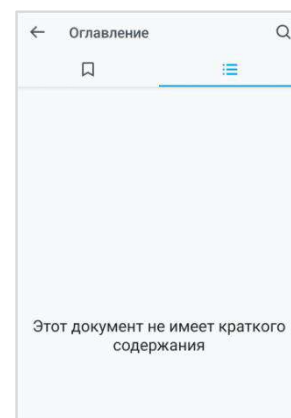 Оглавление
Этот документ не имеет краткого
содержания